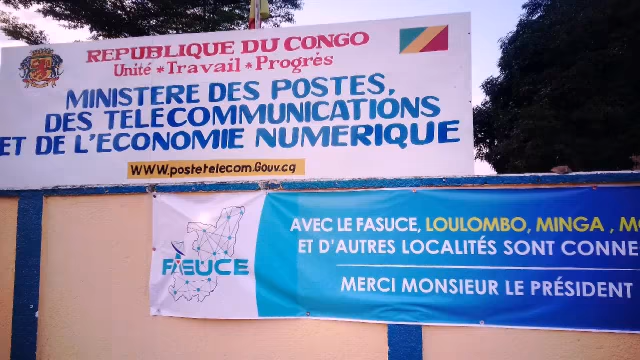 REPUBLIQUE DU CONGO
Unité * Travail * Progrès
MINISTERE DES POSTES,
DES TELECOMMUNICATIONS
ET DE L'ECONOMIE NUMERIQUE
WWW.postetelecom.Gouv.cg
FASUCE
AVEC LE FASUCE, LOULOMBO, MINGA,
ET D'AUTRES LOCALITÉS SONT CONNE
MERCI MONSIEUR LE PRÉSIDENT